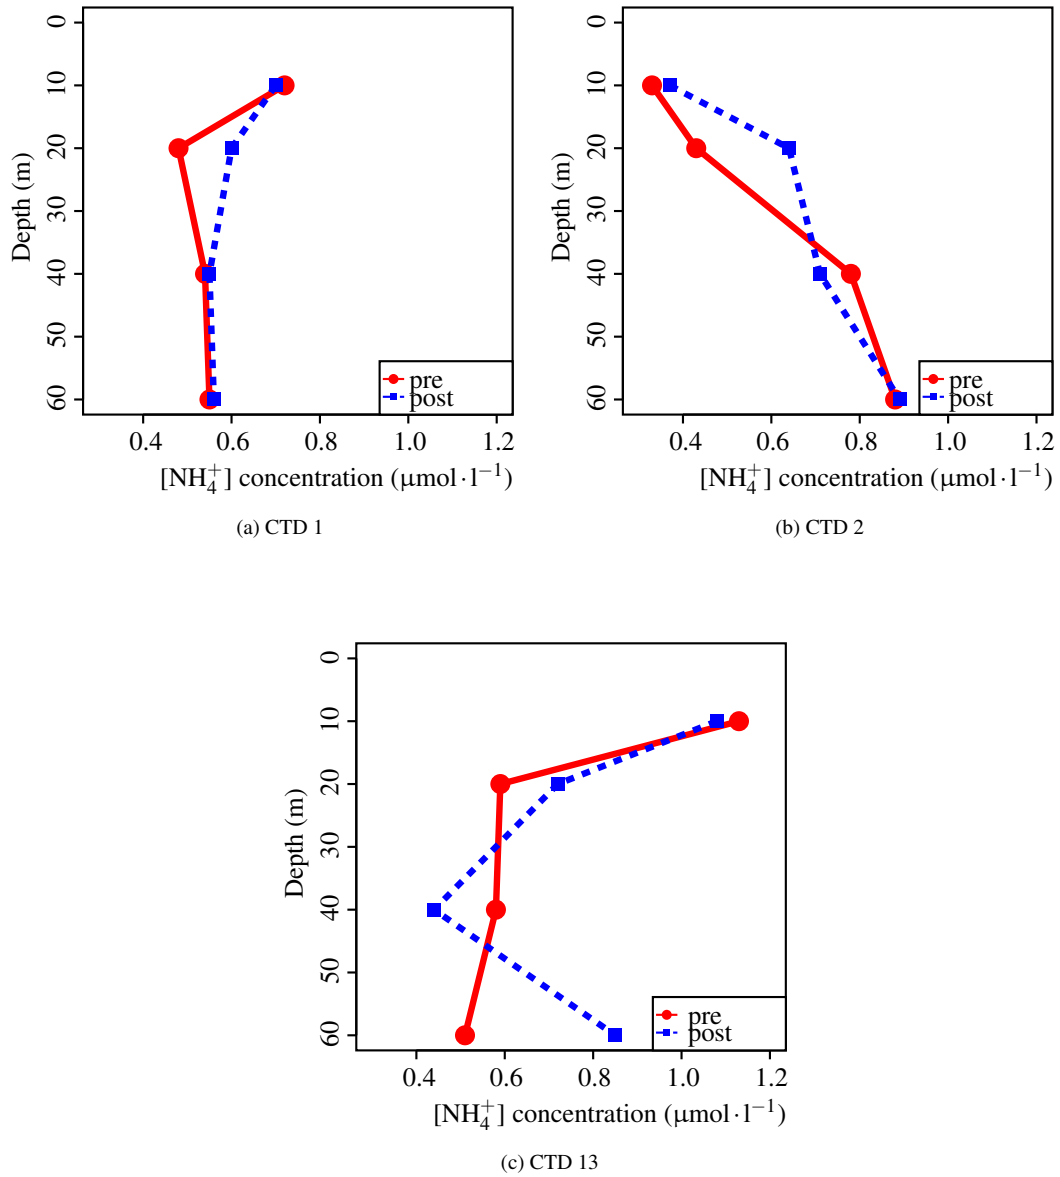 0
10
20
30
40
50
60
Depth (m)
pre
post
0.4 0.6 0.8 1.0 1.2
[NH₄⁺] concentration (μmol·l⁻¹)
(a) CTD 1
0
10
20
30
40
50
60
Depth (m)
pre
post
0.4 0.6 0.8 1.0 1.2
[NH₄⁺] concentration (μmol·l⁻¹)
(b) CTD 2
0
10
20
30
40
50
60
Depth (m)
pre
post
0.4 0.6 0.8 1.0 1.2
[NH₄⁺] concentration (μmol·l⁻¹)
(c) CTD 13